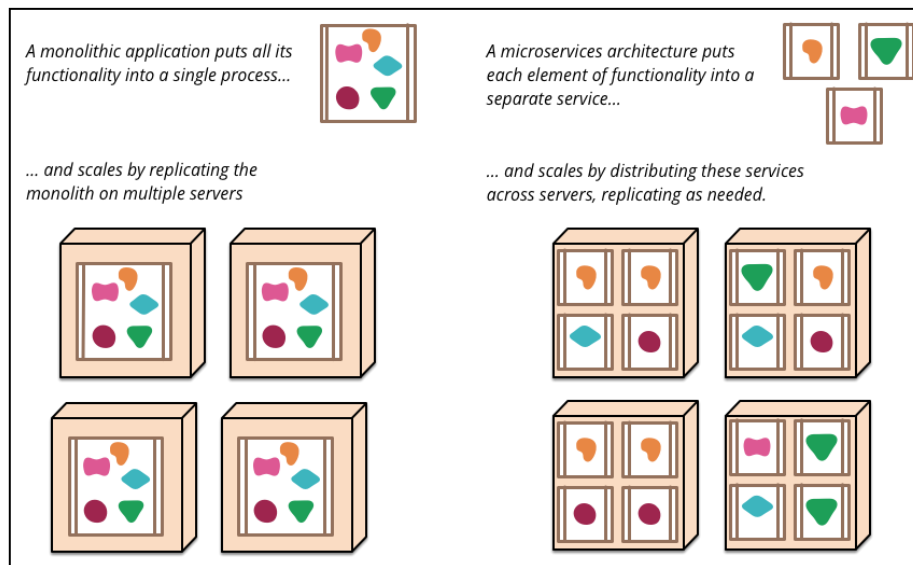 A monolithic application puts all its
functionality into a single process...
... and scales by replicating the
monolith on multiple servers
A microservices architecture puts
each element of functionality into a
separate service...
... and scales by distributing these services
across servers, replicating as needed.